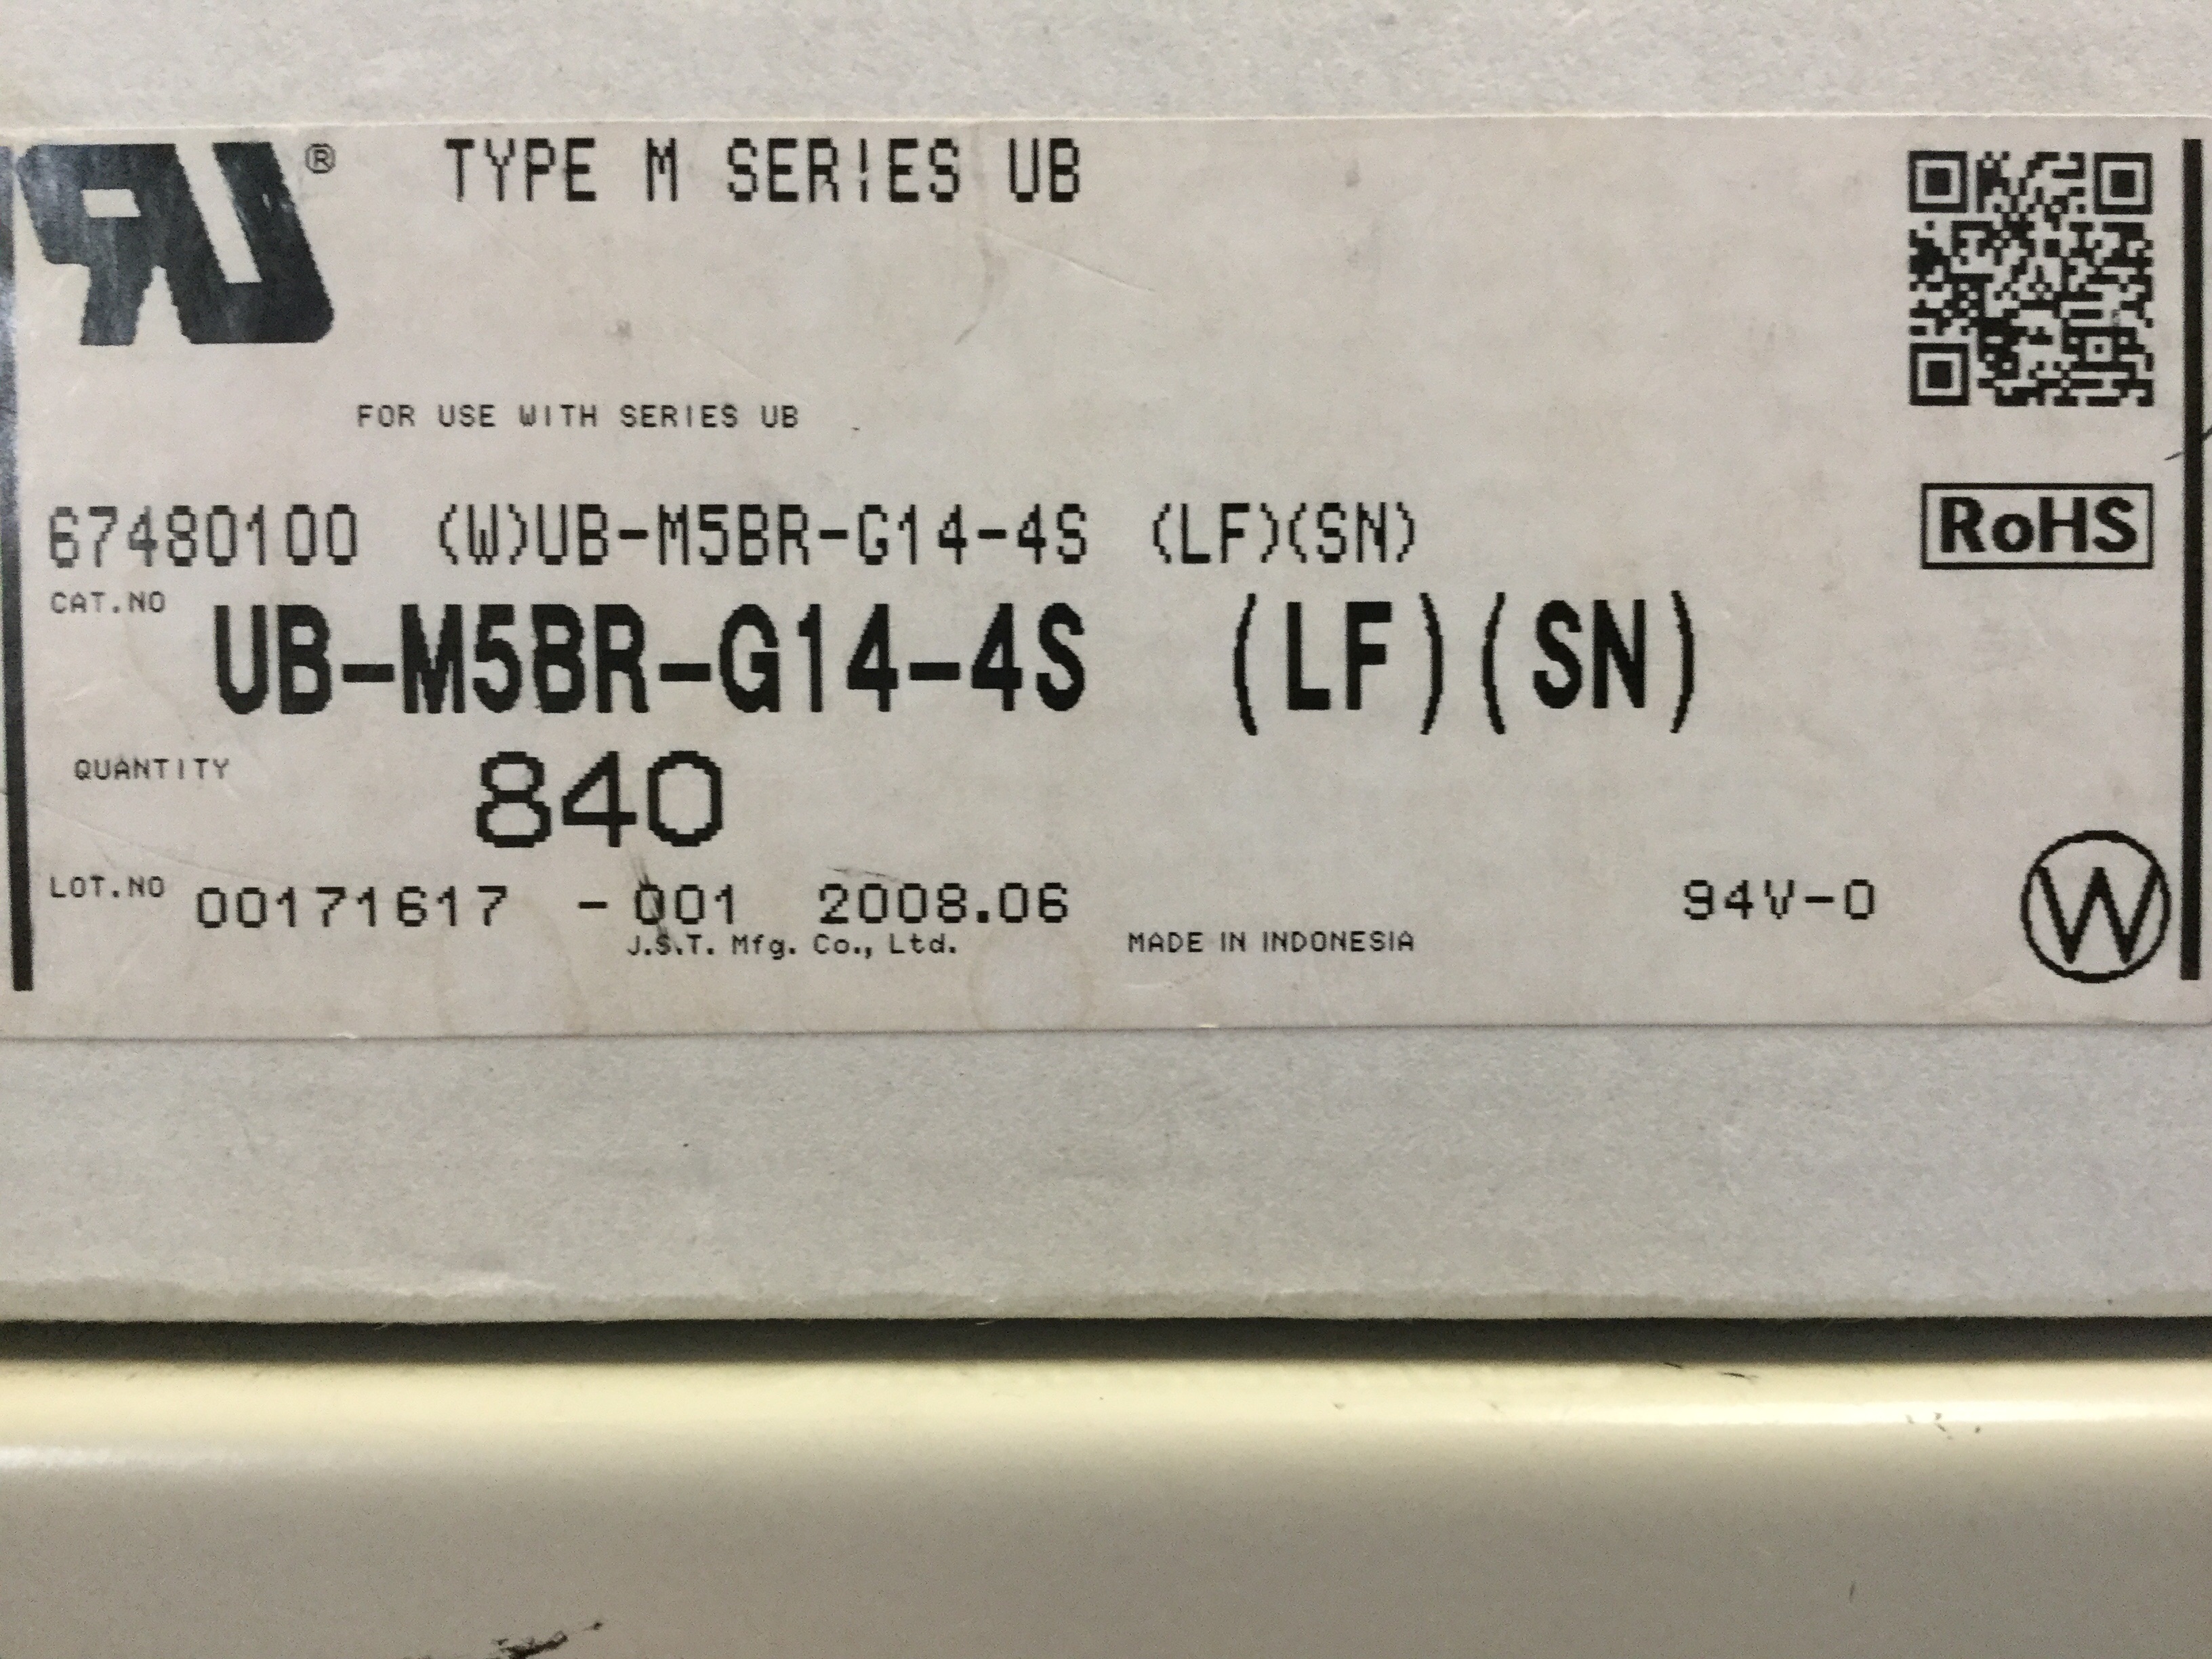 RU®
TYPE M SERIES UB
FOR USE WITH SERIES UB
67480100 (W)UB-M5BR-G14-4S (LF)(SN)
RoHS
CAT.NO UB-M5BR-G14-4S (LF)(SN)
QUANTITY 840
LOT.NO 00171617 -001 2008.06
94V-0
W
J.S.T. Mfg. Co., Ltd. MADE IN INDONESIA